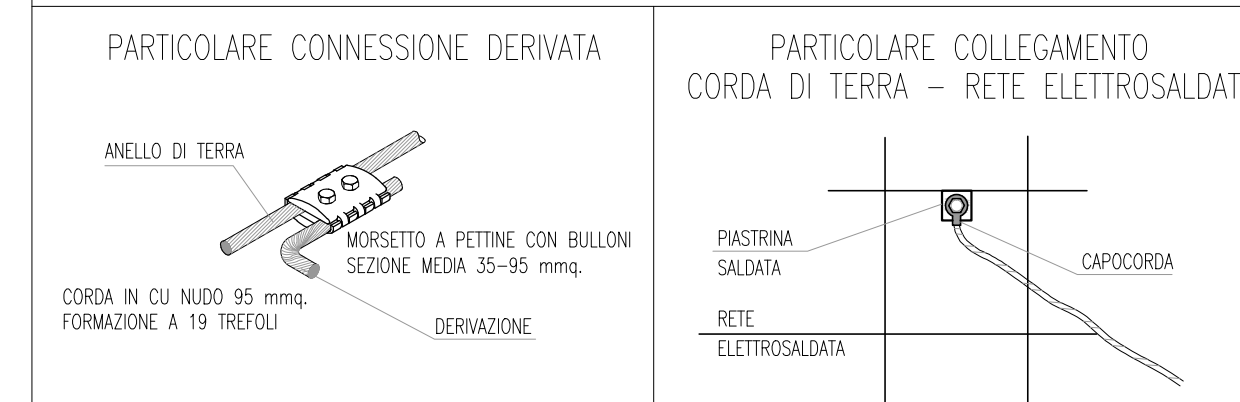 PARTICOLARE CONNESSIONE DERIVATA
ANELLO DI TERRA
MORSETTO A PETTINE CON BULLONI
SEZIONE MEDIA 35-95 mmq.
CORDA IN CU NUDO 95 mmq.
FORMAZIONE A 19 TREFOLI
DERIVAZIONE
PARTICOLARE COLLEGAMENTO
CORDA DI TERRA - RETE ELETTROSALDAT
PIASTRINA
SALDATA
CAPOCORDA
RETE
ELETTROSALDATA